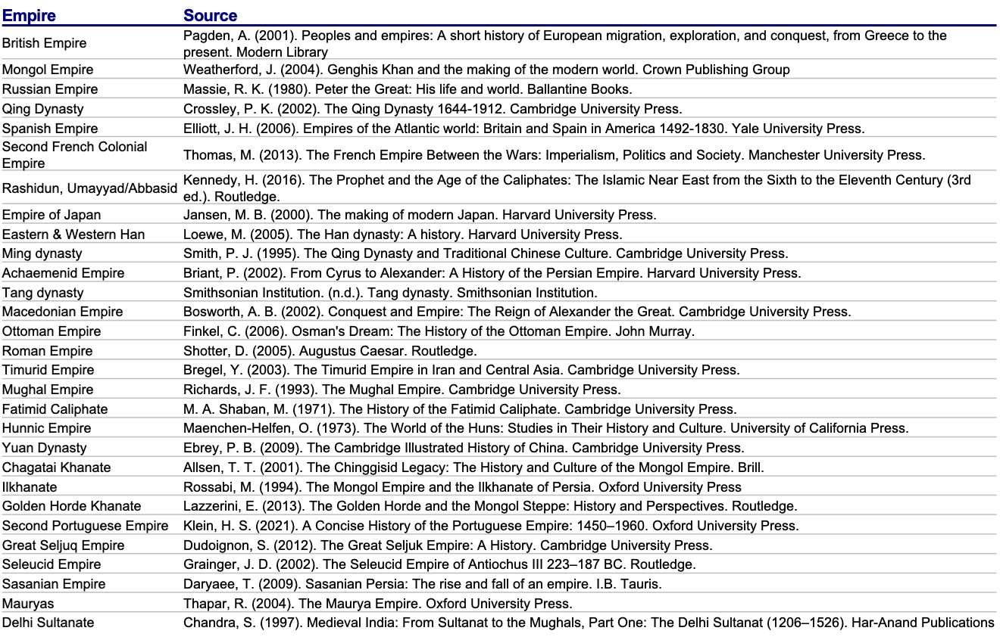 Empire Source
British Empire Pagden, A. (2001). Peoples and empires: A short history of European migration, exploration, and conquest, from Greece to the
present. Modern Library
Mongol Empire Weatherford, J. (2004). Genghis Khan and the making of the modern world. Crown Publishing Group
Russian Empire Massie, R. K. (1980). Peter the Great: His life and world. Ballantine Books.
Qing Dynasty Crossley, P. K. (2002). The Qing Dynasty 1644-1912. Cambridge University Press.
Spanish Empire Elliott, J. H. (2006). Empires of the Atlantic world: Britain and Spain in America 1492-1830. Yale University Press.
Second French Colonial
Empire Thomas, M. (2013). The French Empire Between the Wars: Imperialism, Politics and Society. Manchester University Press.
Rashidun, Umayyad/Abbasid Kennedy, H. (2016). The Prophet and the Age of the Caliphates: The Islamic Near East from the Sixth to the Eleventh Century (3rd
ed.). Routledge.
Empire of Japan Jansen, M. B. (2000). The making of modern Japan. Harvard University Press.
Eastern & Western Han Loewe, M. (2005). The Han dynasty: A history. Harvard University Press.
Ming dynasty Smith, P. J. (1995). The Qing Dynasty and Traditional Chinese Culture. Cambridge University Press.
Achaemenid Empire Briant, P. (2002). From Cyrus to Alexander: A History of the Persian Empire. Harvard University Press.
Tang dynasty Smithsonian Institution. (n.d.). Tang dynasty. Smithsonian Institution.
Macedonian Empire Bosworth, A. B. (2002). Conquest and Empire: The Reign of Alexander the Great. Cambridge University Press.
Ottoman Empire Finkel, C. (2006). Osman's Dream: The History of the Ottoman Empire. John Murray.
Roman Empire Shotter, D. (2005). Augustus Caesar. Routledge.
Timurid Empire Bregel, Y. (2003). The Timurid Empire in Iran and Central Asia. Cambridge University Press.
Mughal Empire Richards, J. F. (1993). The Mughal Empire. Cambridge University Press.
Fatimid Caliphate M. A. Shaban, M. (1971). The History of the Fatimid Caliphate. Cambridge University Press.
Hunnic Empire Maenchen-Helfen, O. (1973). The World of the Huns: Studies in Their History and Culture. University of California Press.
Yuan Dynasty Ebrey, P. B. (2009). The Cambridge Illustrated History of China. Cambridge University Press.
Chagatai Khanate Allsen, T. T. (2001). The Chinggisid Legacy: The History and Culture of the Mongol Empire. Brill.
Ilkhanate Rossabi, M. (1994). The Mongol Empire and the Ilkhanate of Persia. Oxford University Press
Golden Horde Khanate Lazzerini, E. (2013). The Golden Horde and the Mongol Steppe: History and Perspectives. Routledge.
Second Portuguese Empire Klein, H. S. (2021). A Concise History of the Portuguese Empire: 1450–1960. Oxford University Press.
Great Seljuq Empire Dudoignon, S. (2012). The Great Seljuk Empire: A History. Cambridge University Press.
Seleucid Empire Grainger, J. D. (2002). The Seleucid Empire of Antiochus III 223–187 BC. Routledge.
Sasanian Empire Daryaee, T. (2009). Sasanian Persia: The rise and fall of an empire. I.B. Tauris.
Mauryas Thapar, R. (2004). The Maurya Empire. Oxford University Press.
Delhi Sultanate Chandra, S. (1997). Medieval India: From Sultanat to the Mughals, Part One: The Delhi Sultanat (1206–1526). Har-Anand Publications